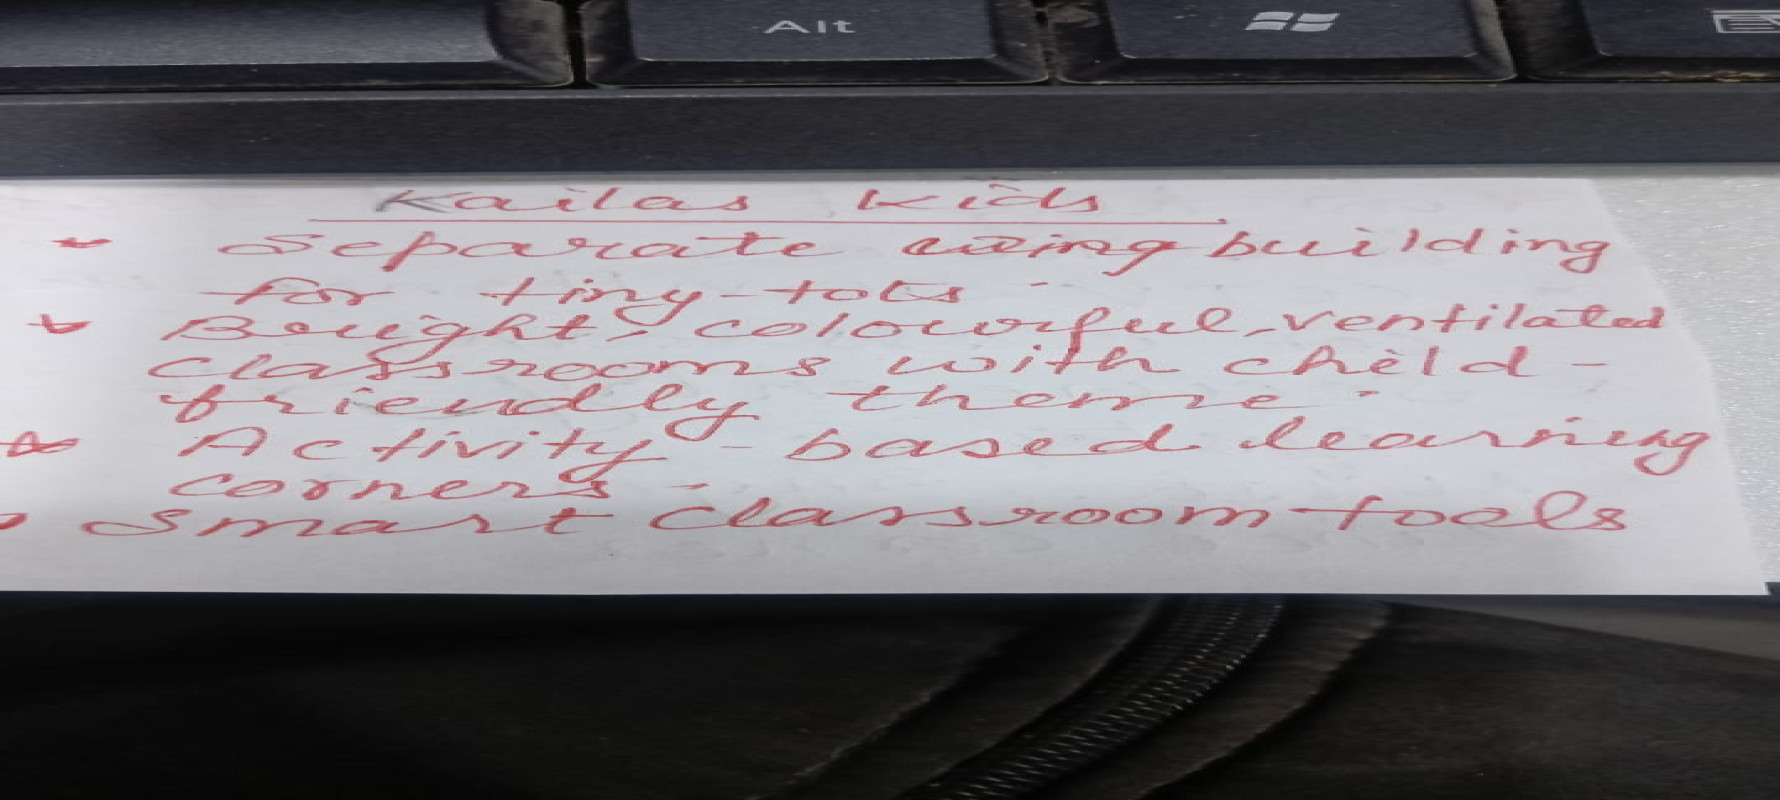 Alt
Kailas Kids
* Separate wing building
for tiny-tots.
* Bright, colourful, ventilated
classrooms with child-
friendly theme.
* Activity-based learning
corners.
Smart classroom tools